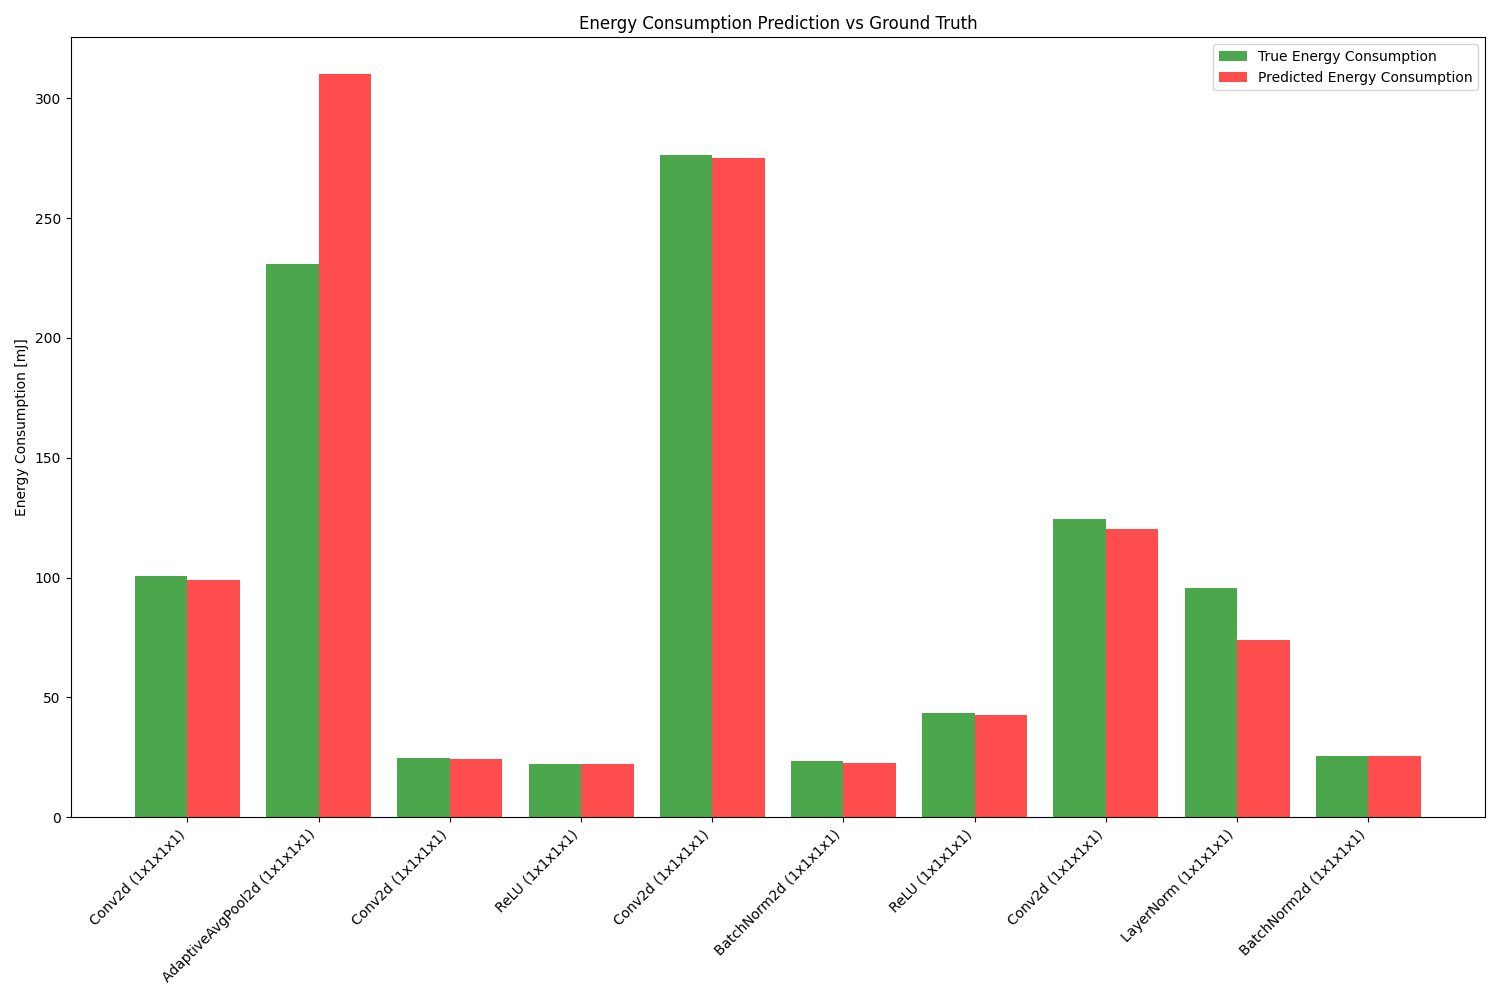 Energy Consumption Prediction vs Ground Truth
True Energy Consumption
Predicted Energy Consumption
Energy Consumption [mJ]
300
250
200
150
100
50
0
Conv2d (1x1x1x1)
AdaptiveAvgPool2d (1x1x1x1)
Conv2d (1x1x1x1)
ReLU (1x1x1x1)
Conv2d (1x1x1x1)
BatchNorm2d (1x1x1x1)
ReLU (1x1x1x1)
Conv2d (1x1x1x1)
LayerNorm (1x1x1x1)
BatchNorm2d (1x1x1x1)